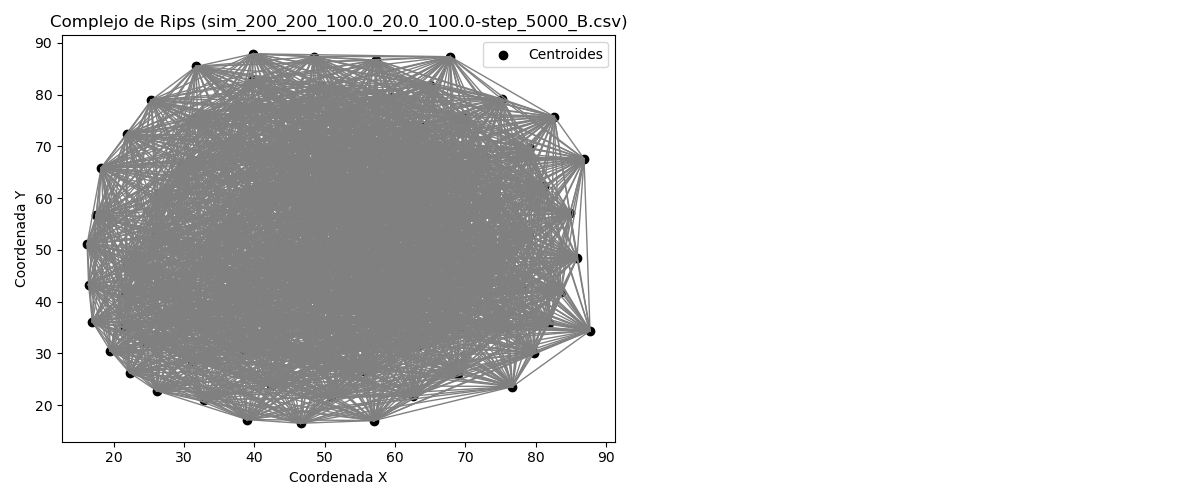 Complejo de Rips (sim_200_200_100.0_20.0_100.0-step_5000_B.csv)
Centroides
90
80
70
60
50
40
30
20
Coordenada Y
20 30 40 50 60 70 80 90
Coordenada X